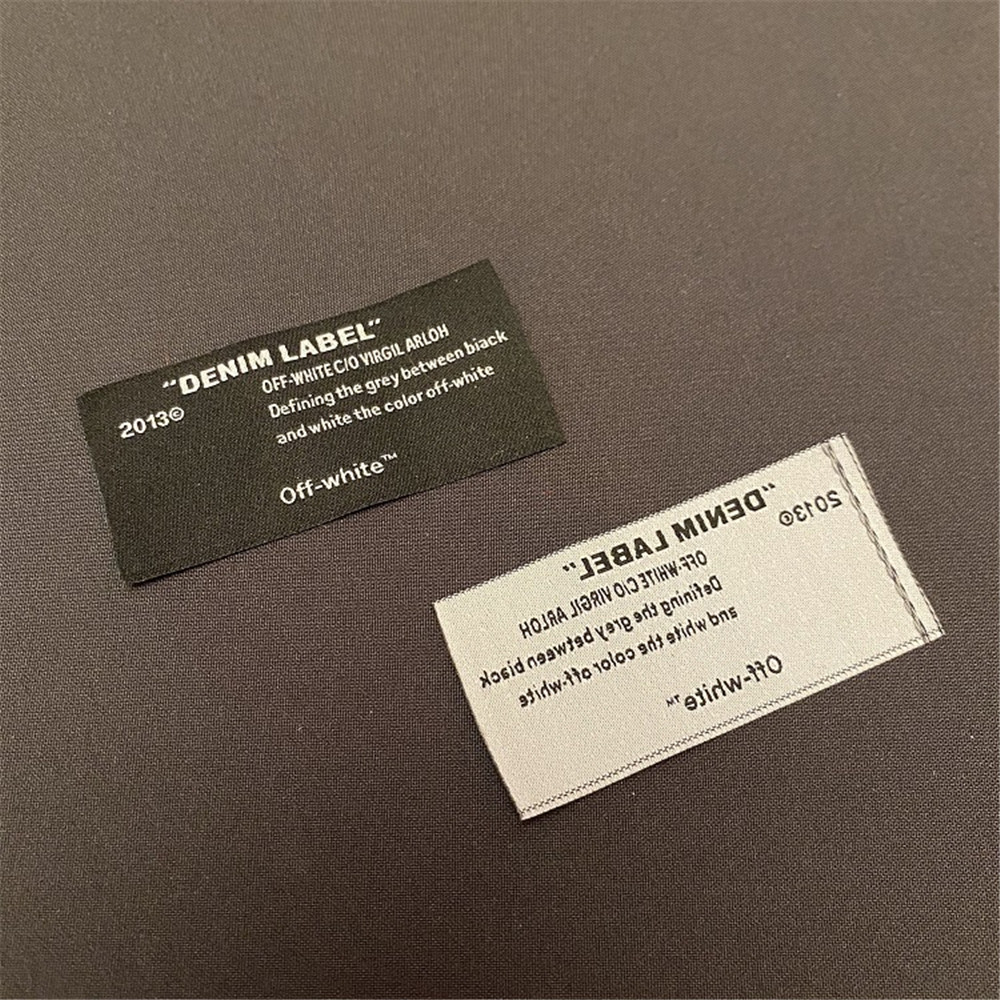 "DENIM LABEL"
2013©
OFF-WHITE C/O VIRGIL ARLOH
Defining the grey between black
and white the color off-white
Off-white™
"DENIM LABEL"
2013©
OFF-WHITE C/O VIRGIL ARLOH
Defining the grey between black
and white the color off-white
Off-white™